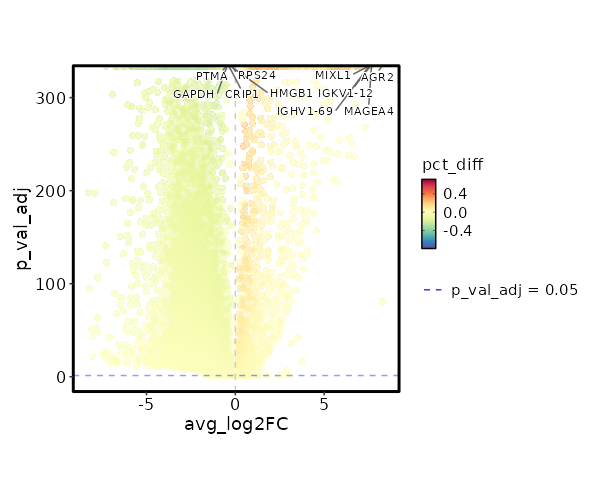 PTMA RPS24 MIXL1 AGR2
GAPDH CRIP1 HMGB1 IGKV1-12
IGHV1-69 MAGEA4
300
200
100
0
p_val_adj
-5 0 5
avg_log2FC
pct_diff
0.4
0.0
-0.4
p_val_adj = 0.05